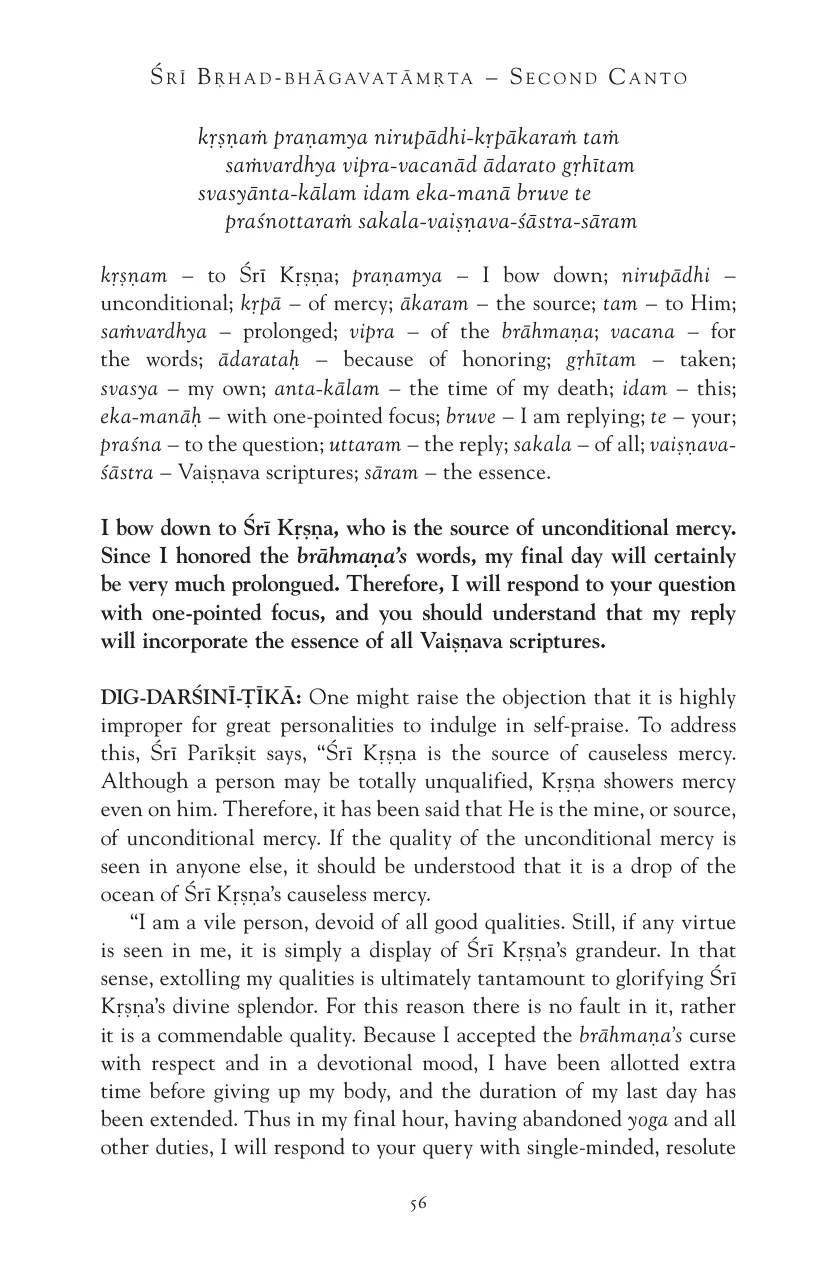 Śrī Bṛhad-bhāgavatāmṛta – Second Canto
kṛṣṇaṁ praṇamya nirupādhi-kṛpākaraṁ taṁ
saṁvardhya vipra-vacanād ādarato gṛhītam
svasyānta-kālam idam eka-manā bruve te
praśnottaraṁ sakala-vaiṣṇava-śāstra-sāram
kṛṣṇam – to Śrī Kṛṣṇa; praṇamya – I bow down; nirupādhi –
unconditional; kṛpā – of mercy; ākaram – the source; tam – to Him;
saṁvardhya – prolonged; vipra – of the brāhmaṇa; vacana – for
the words; ādarataḥ – because of honoring; gṛhītam – taken;
svasya – my own; anta-kālam – the time of my death; idam – this;
eka-manāḥ – with one-pointed focus; bruve – I am replying; te – your;
praśna – to the question; uttaram – the reply; sakala – of all; vaiṣṇava-
śāstra – Vaiṣṇava scriptures; sāram – the essence.
I bow down to Śrī Kṛṣṇa, who is the source of unconditional mercy.
Since I honored the brāhmaṇa’s words, my final day will certainly
be very much prolongued. Therefore, I will respond to your question
with one-pointed focus, and you should understand that my reply
will incorporate the essence of all Vaiṣṇava scriptures.
DIG-DARŚINĪ-ṬĪKĀ: One might raise the objection that it is highly
improper for great personalities to indulge in self-praise. To address
this, Śrī Parīkṣit says, “Śrī Kṛṣṇa is the source of causeless mercy.
Although a person may be totally unqualified, Kṛṣṇa showers mercy
even on him. Therefore, it has been said that He is the mine, or source,
of unconditional mercy. If the quality of the unconditional mercy is
seen in anyone else, it should be understood that it is a drop of the
ocean of Śrī Kṛṣṇa’s causeless mercy.
“I am a vile person, devoid of all good qualities. Still, if any virtue
is seen in me, it is simply a display of Śrī Kṛṣṇa’s grandeur. In that
sense, extolling my qualities is ultimately tantamount to glorifying Śrī
Kṛṣṇa’s divine splendor. For this reason there is no fault in it, rather
it is a commendable quality. Because I accepted the brāhmaṇa’s curse
with respect and in a devotional mood, I have been allotted extra
time before giving up my body, and the duration of my last day has
been extended. Thus in my final hour, having abandoned yoga and all
other duties, I will respond to your query with single-minded, resolute
56